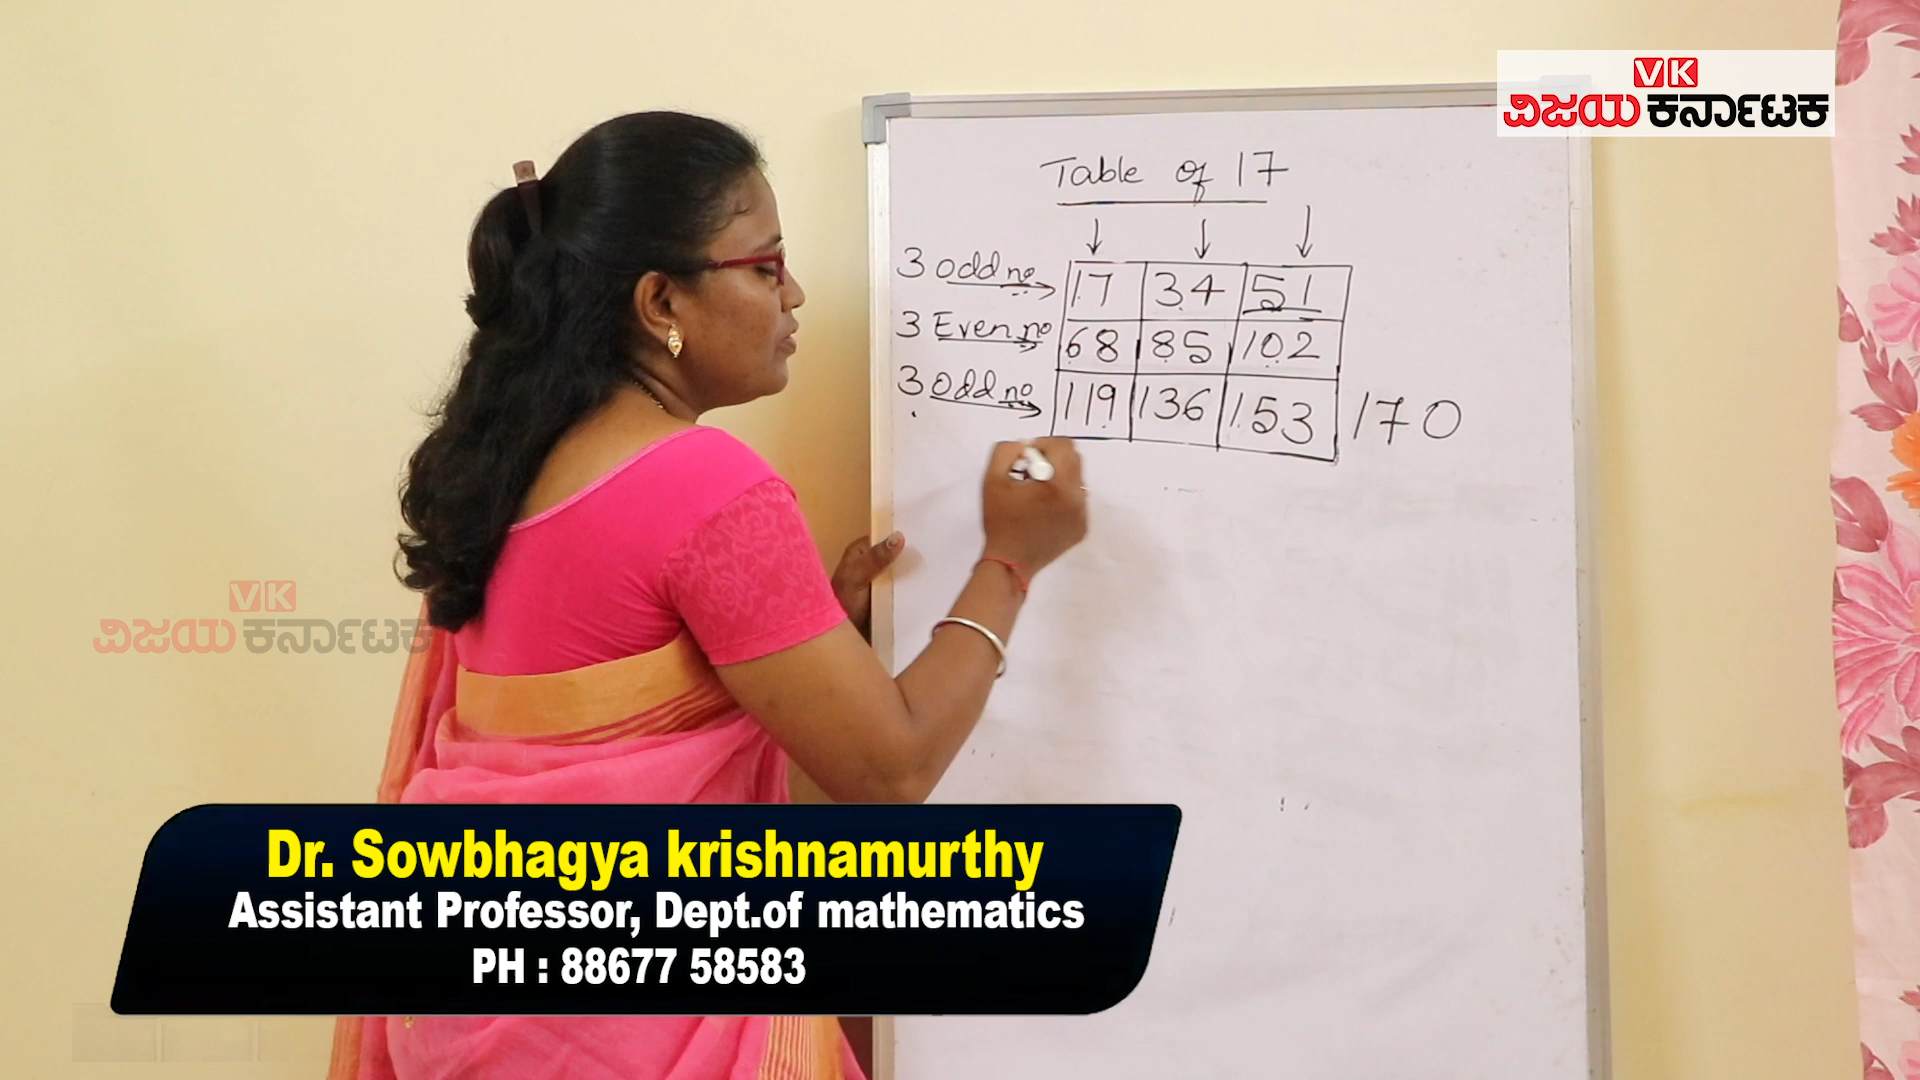 VK
ವಿಜಯ ಕರ್ನಾಟಕ
Table of 17
3 odd no 17 34 51
3 Even no 68 85 102
3 Odd no 119 136 153 170
VK
ವಿಜಯ ಕರ್ನಾಟಕ
Dr. Sowbhagya krishnamurthy
Assistant Professor, Dept.of mathematics
PH : 88677 58583